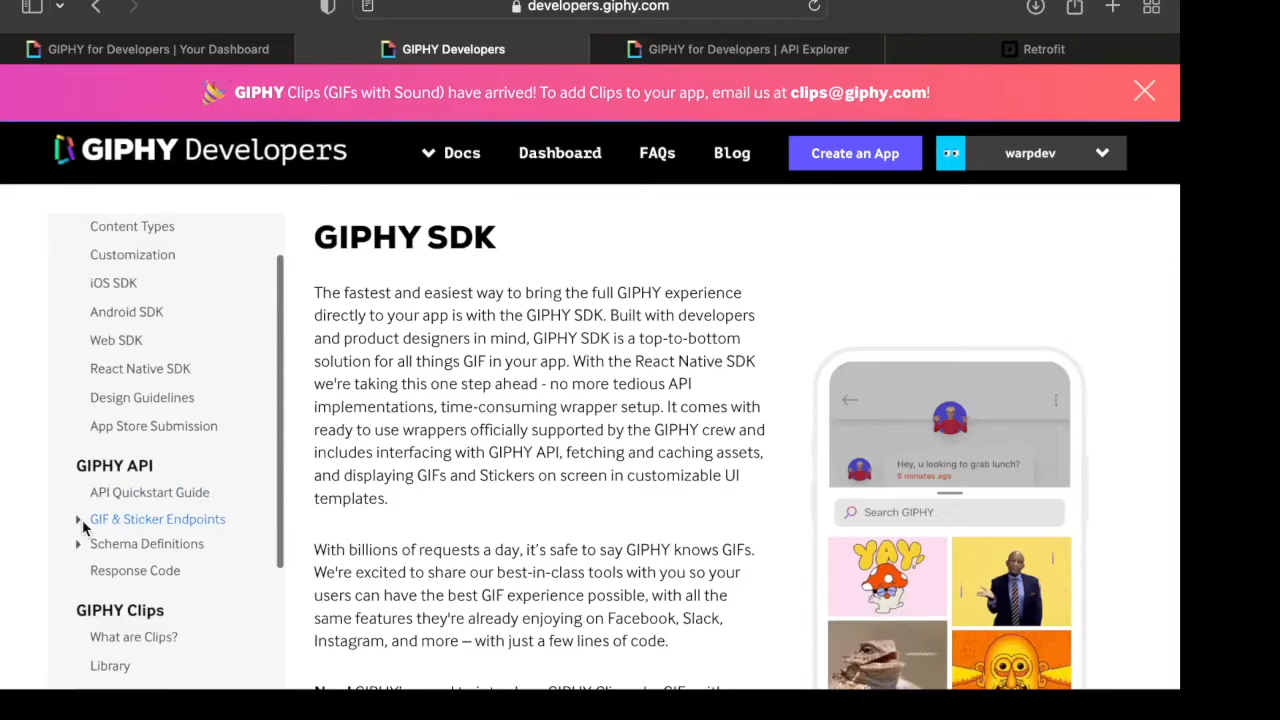 developers.giphy.com
GIPHY for Developers | Your Dashboard
GIPHY Developers
GIPHY for Developers | API Explorer
Retrofit
GIPHY Clips (GIFs with Sound) have arrived! To add Clips to your app, email us at clips@giphy.com!
GIPHY Developers
Docs
Dashboard
FAQs
Blog
Create an App
warpdev
Content Types
Customization
iOS SDK
Android SDK
Web SDK
React Native SDK
Design Guidelines
App Store Submission
GIPHY API
API Quickstart Guide
GIF & Sticker Endpoints
Schema Definitions
Response Code
GIPHY Clips
What are Clips?
Library
GIPHY SDK
The fastest and easiest way to bring the full GIPHY experience
directly to your app is with the GIPHY SDK. Built with developers
and product designers in mind, GIPHY SDK is a top-to-bottom
solution for all things GIF in your app. With the React Native SDK
we're taking this one step ahead - no more tedious API
implementations, time-consuming wrapper setup. It comes with
ready to use wrappers officially supported by the GIPHY crew and
includes interfacing with GIPHY API, fetching and caching assets,
and displaying GIFs and Stickers on screen in customizable UI
templates.
With billions of requests a day, it's safe to say GIPHY knows GIFs.
We're excited to share our best-in-class tools with you so your
users can have the best GIF experience possible, with all the
same features they're already enjoying on Facebook, Slack,
Instagram, and more — with just a few lines of code.
Hey, u looking to grab lunch?
5 minutes ago
Search GIPHY
YAY!